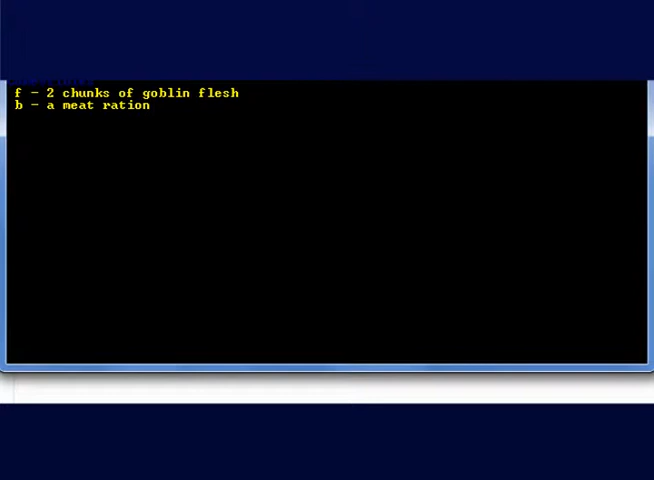 f - 2 chunks of goblin flesh
b - a meat ration